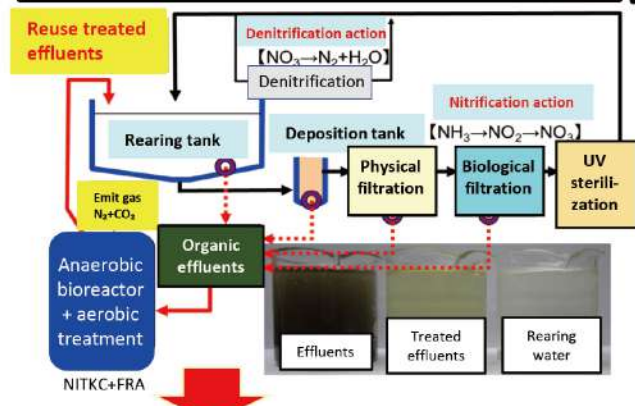 Reuse treated
effluents
Denitrification action
【NO₃→N₂+H₂O】
Denitrification
Nitrification action
【NH₃→NO₂→NO₃】
Rearing tank
Deposition tank
Physical
filtration
Biological
filtration
UV
sterili-
zation
Emit gas
N₂+CO₂
Organic
effluents
Anaerobic
bioreactor
+ aerobic
treatment
NITKC+FRA
Effluents
Treated
effluents
Rearing
water